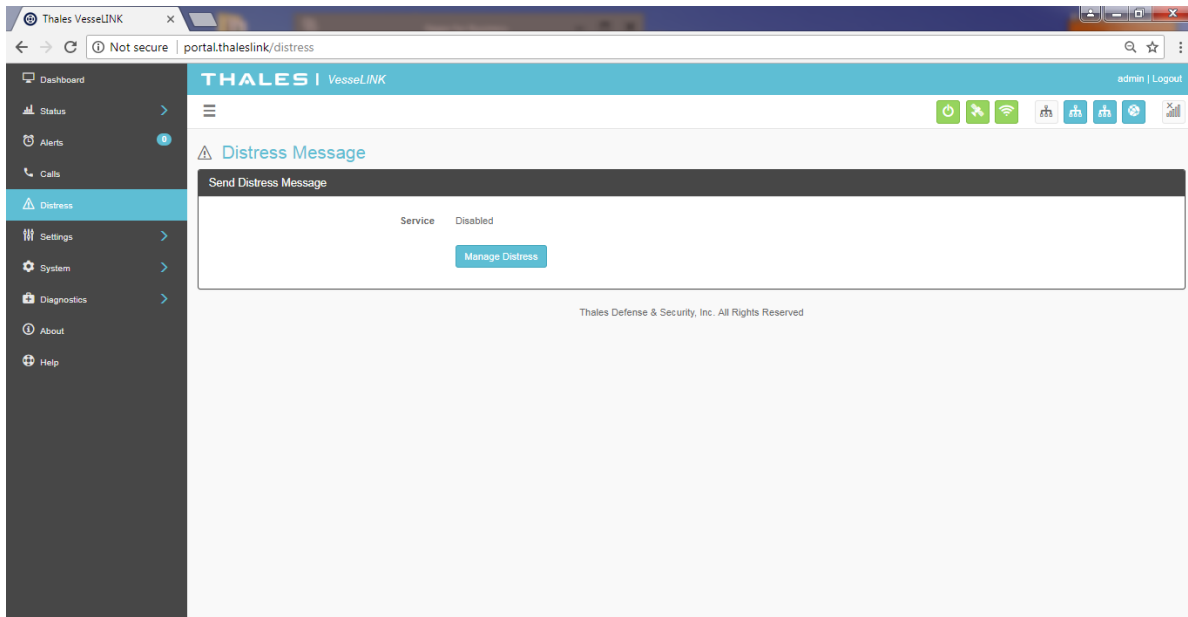 Thales VesseLINK
Not secure | portal.thaleslink/distress
Dashboard
THALES | VesseLINK
admin | Logout
Status
Alerts
0
Calls
Distress
Settings
System
Diagnostics
About
Help
Distress Message
Send Distress Message
Service Disabled
Manage Distress
Thales Defense & Security, Inc. All Rights Reserved